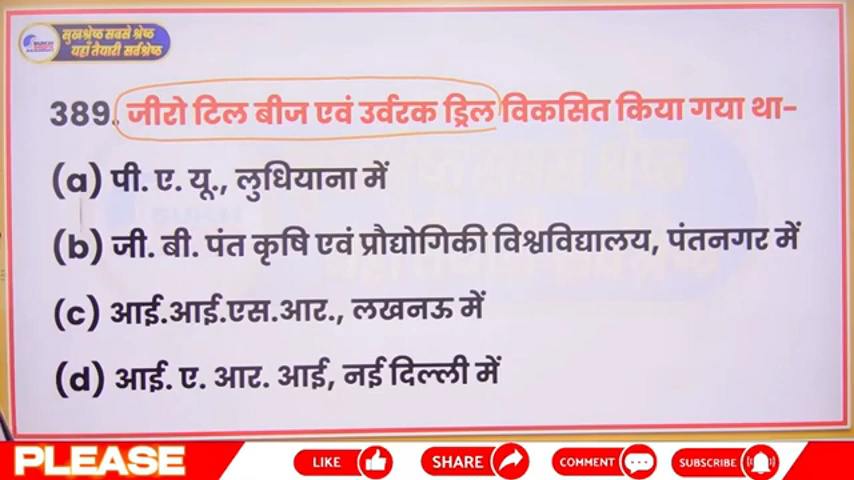 सुखश्रेष्ठ सबसे श्रेष्ठ
यहाँ तैयारी सर्वश्रेष्ठ
389. जीरो टिल बीज एवं उर्वरक ड्रिल विकसित किया गया था-
(a) पी. ए. यू., लुधियाना में
(b) जी. बी. पंत कृषि एवं प्रौद्योगिकी विश्वविद्यालय, पंतनगर में
(c) आई.आई.एस.आर., लखनऊ में
(d) आई. ए. आर. आई, नई दिल्ली में
PLEASE
LIKE
SHARE
COMMENT
SUBSCRIBE